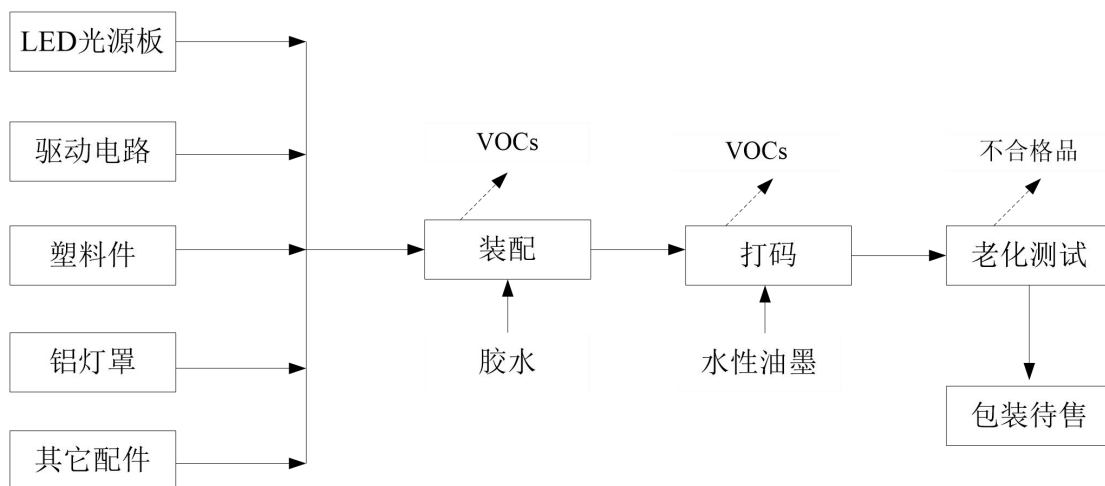 LED光源板
驱动电路
塑料件
铝灯罩
其它配件
VOCs
装配
胶水
VOCs
打码
水性油墨
不合格品
老化测试
包装待售